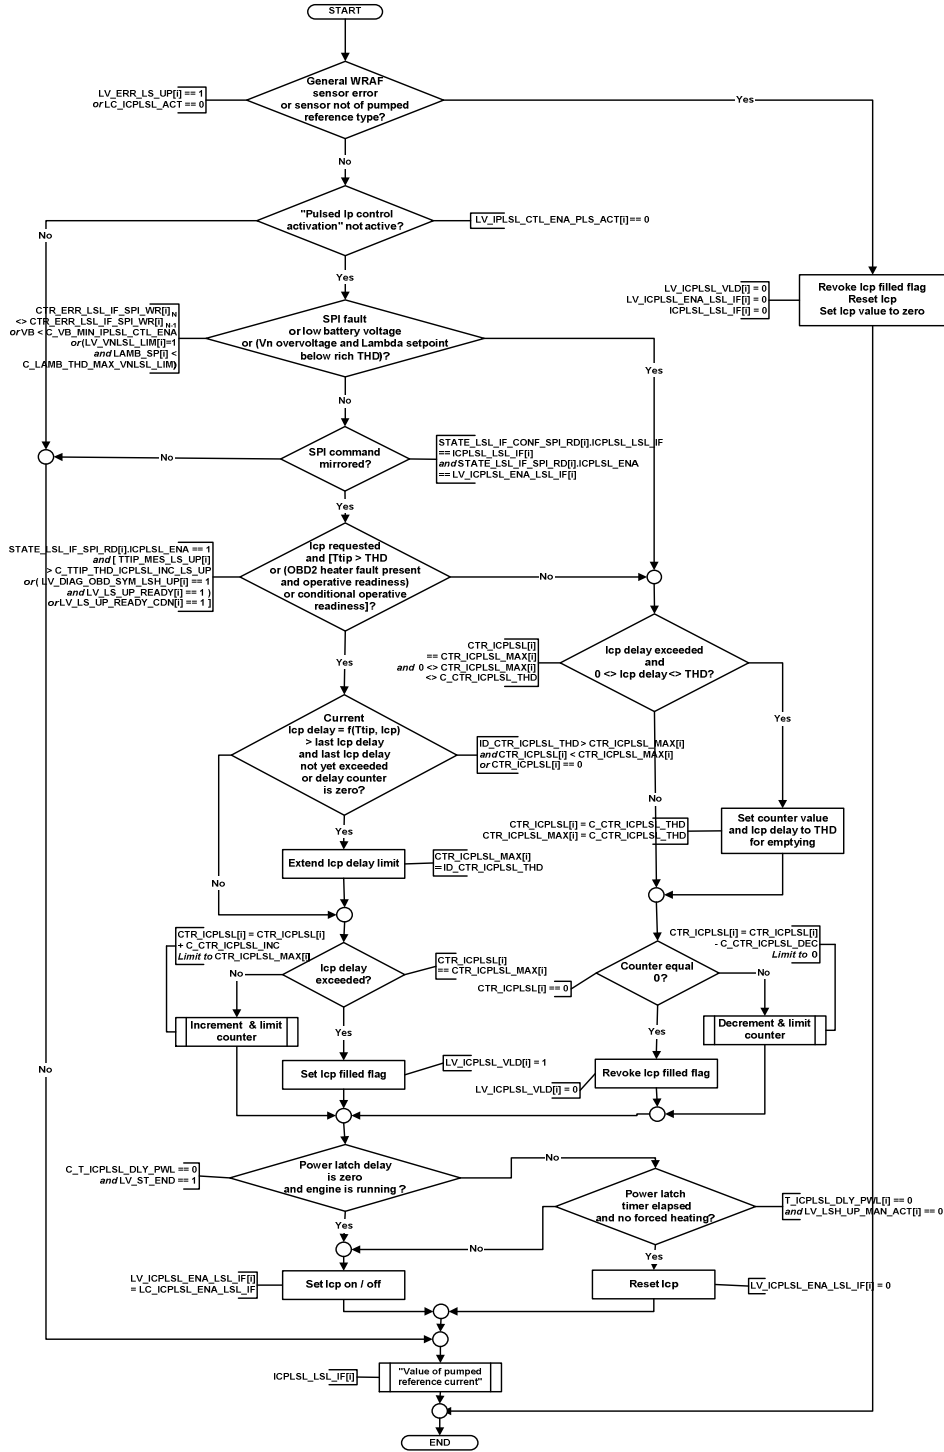 START
General WRAF
sensor error
or sensor not of pumped
reference type?
LV_ERR_LS_UP[i] == 1
or LC_ICPLSL_ACT == 0
Yes
No
"Pulsed Ip control
activation" not active?
LV_IPLSL_CTL_ENA_PLS_ACT[i] == 0
No
Yes
LV_ICPLSL_VLD[i] = 0
LV_ICPLSL_ENA_LSL_IF[i] = 0
ICPLSL_LSL_IF[i] = 0
Revoke Icp filled flag
Reset Icp
Set Icp value to zero
CTR_ERR_LSL_IF_SPI_WR[i] N
<> CTR_ERR_LSL_IF_SPI_WR[i] N-1
or VB < C_VB_MIN_IPLSL_CTL_ENA
or (LV_VNLSL_LIM[i]=1
and LAMB_SP[i] <
C_LAMB_THD_MAX_VNLSL_LIM)
SPI fault
or low battery voltage
or (Vn overvoltage and Lambda setpoint
below rich THD)?
Yes
No
SPI command
mirrored?
STATE_LSL_IF_CONF_SPI_RD[i].ICPLSL_LSL_IF
== ICPLSL_LSL_IF[i]
and STATE_LSL_IF_SPI_RD[i].ICPLSL_ENA
== LV_ICPLSL_ENA_LSL_IF[i]
No
Yes
STATE_LSL_IF_SPI_RD[i].ICPLSL_ENA == 1
and [ TTIP_MES_LS_UP[i]
> C_TTIP_THD_ICPLSL_INC_LS_UP
or ( LV_DIAG_OBD_SYM_LSH_UP[i] == 1
and LV_LS_UP_READY[i] == 1 )
or LV_LS_UP_READY_CDN[i] == 1 ]
Icp requested
and [Ttip > THD
or (OBD2 heater fault present
and operative readiness)
or conditional operative
readiness]?
No
Yes
CTR_ICPLSL[i]
== CTR_ICPLSL_MAX[i]
and 0 <> CTR_ICPLSL_MAX[i]
<> C_CTR_ICPLSL_THD
Icp delay exceeded
and
0 <> Icp delay <> THD?
Yes
Current
Icp delay = f(Ttip, Icp)
> last Icp delay
and last Icp delay
not yet exceeded
or delay counter
is zero?
ID_CTR_ICPLSL_THD > CTR_ICPLSL_MAX[i]
and CTR_ICPLSL[i] < CTR_ICPLSL_MAX[i]
or CTR_ICPLSL[i] == 0
No
Yes
CTR_ICPLSL[i] = C_CTR_ICPLSL_THD
CTR_ICPLSL_MAX[i] = C_CTR_ICPLSL_THD
Set counter value
and Icp delay to THD
for emptying
Extend Icp delay limit
CTR_ICPLSL_MAX[i]
= ID_CTR_ICPLSL_THD
No
CTR_ICPLSL[i] = CTR_ICPLSL[i]
+ C_CTR_ICPLSL_INC
Limit to CTR_ICPLSL_MAX[i]
CTR_ICPLSL[i] = CTR_ICPLSL[i]
- C_CTR_ICPLSL_DEC
Limit to 0
Icp delay
exceeded?
CTR_ICPLSL[i]
== CTR_ICPLSL_MAX[i]
No
Counter equal
0?
CTR_ICPLSL[i] == 0
No
Increment & limit
counter
Yes
Yes
Decrement & limit
counter
Set Icp filled flag
LV_ICPLSL_VLD[i] = 1
Revoke Icp filled flag
LV_ICPLSL_VLD[i] = 0
No
C_T_ICPLSL_DLY_PWL == 0
and LV_ST_END == 1
Power latch delay
is zero
and engine is running ?
No
Power latch
timer elapsed
and no forced heating?
T_ICPLSL_DLY_PWL[i] == 0
and LV_LSH_UP_MAN_ACT[i] == 0
Yes
No
Yes
LV_ICPLSL_ENA_LSL_IF[i]
= LC_ICPLSL_ENA_LSL_IF
Set Icp on / off
Reset Icp
LV_ICPLSL_ENA_LSL_IF[i] = 0
ICPLSL_LSL_IF[i]
"Value of pumped
reference current"
END